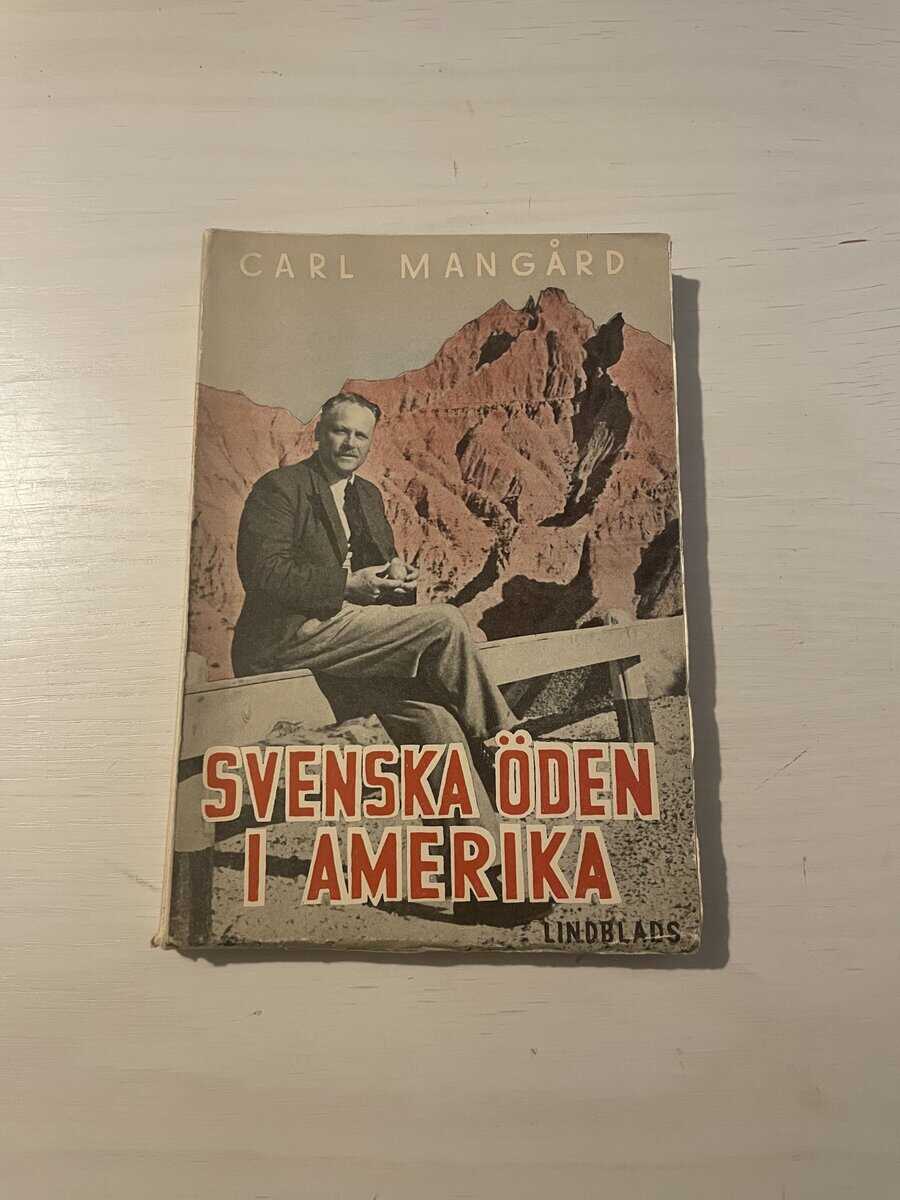 CARL MANGÅRD
SVENSKA ÖDEN
I AMERIKA
LINDBLADS